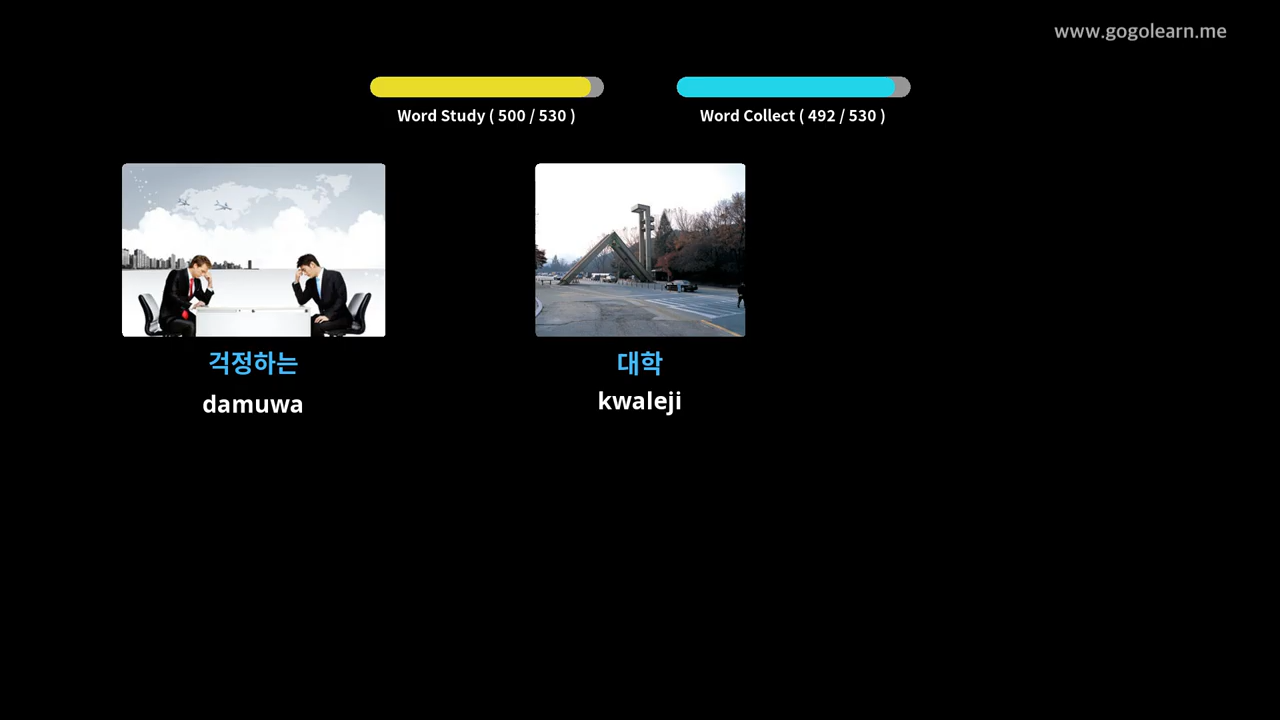 www.gogolearn.me
Word Study ( 500 / 530 )
Word Collect ( 492 / 530 )
걱정하는
damuwa
대학
kwaleji